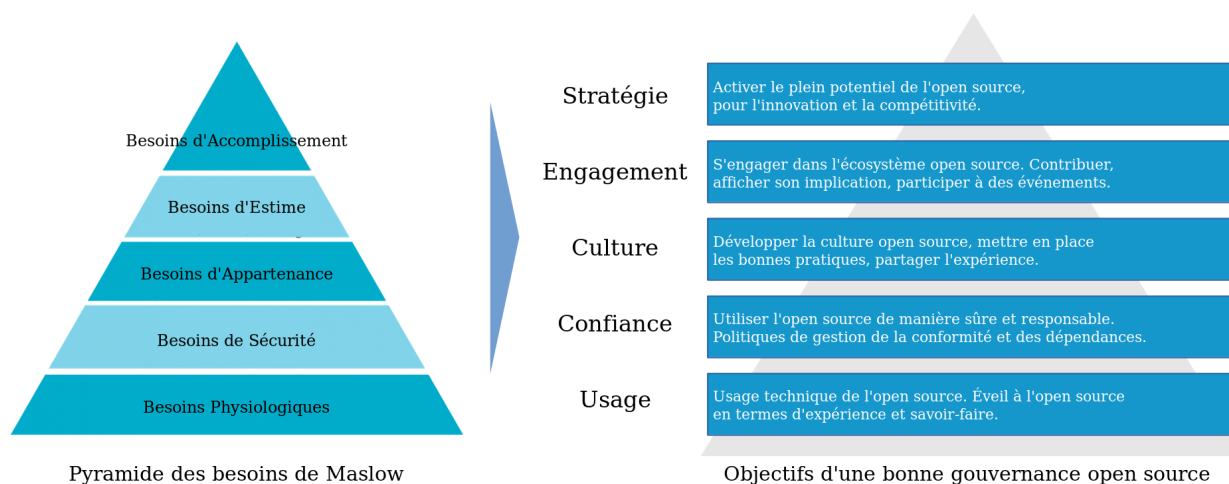 Besoins d'Accomplissement
Besoins d'Estime
Besoins d'Appartenance
Besoins de Sécurité
Besoins Physiologiques
Pyramide des besoins de Maslow
Stratégie
Activer le plein potentiel de l'open source,
pour l'innovation et la compétitivité.
Engagement
S'engager dans l'écosystème open source. Contribuer,
afficher son implication, participer à des événements.
Culture
Développer la culture open source, mettre en place
les bonnes pratiques, partager l'expérience.
Confiance
Utiliser l'open source de manière sûre et responsable.
Politiques de gestion de la conformité et des dépendances.
Usage
Usage technique de l'open source. Éveil à l'open source
en termes d'expérience et savoir-faire.
Objectifs d'une bonne gouvernance open source